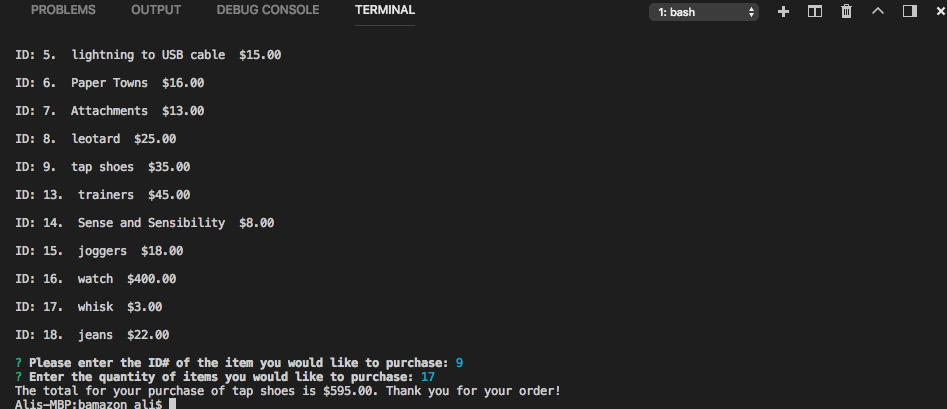 PROBLEMS OUTPUT DEBUG CONSOLE TERMINAL 1: bash
ID: 5.  lightning to USB cable  $15.00
ID: 6.  Paper Towns  $16.00
ID: 7.  Attachments  $13.00
ID: 8.  leotard  $25.00
ID: 9.  tap shoes  $35.00
ID: 13.  trainers  $45.00
ID: 14.  Sense and Sensibility  $8.00
ID: 15.  joggers  $18.00
ID: 16.  watch  $400.00
ID: 17.  whisk  $3.00
ID: 18.  jeans  $22.00
? Please enter the ID# of the item you would like to purchase: 9
? Enter the quantity of items you would like to purchase: 17
The total for your purchase of tap shoes is $595.00. Thank you for your order!
Alis-MBP:bamazon ali$